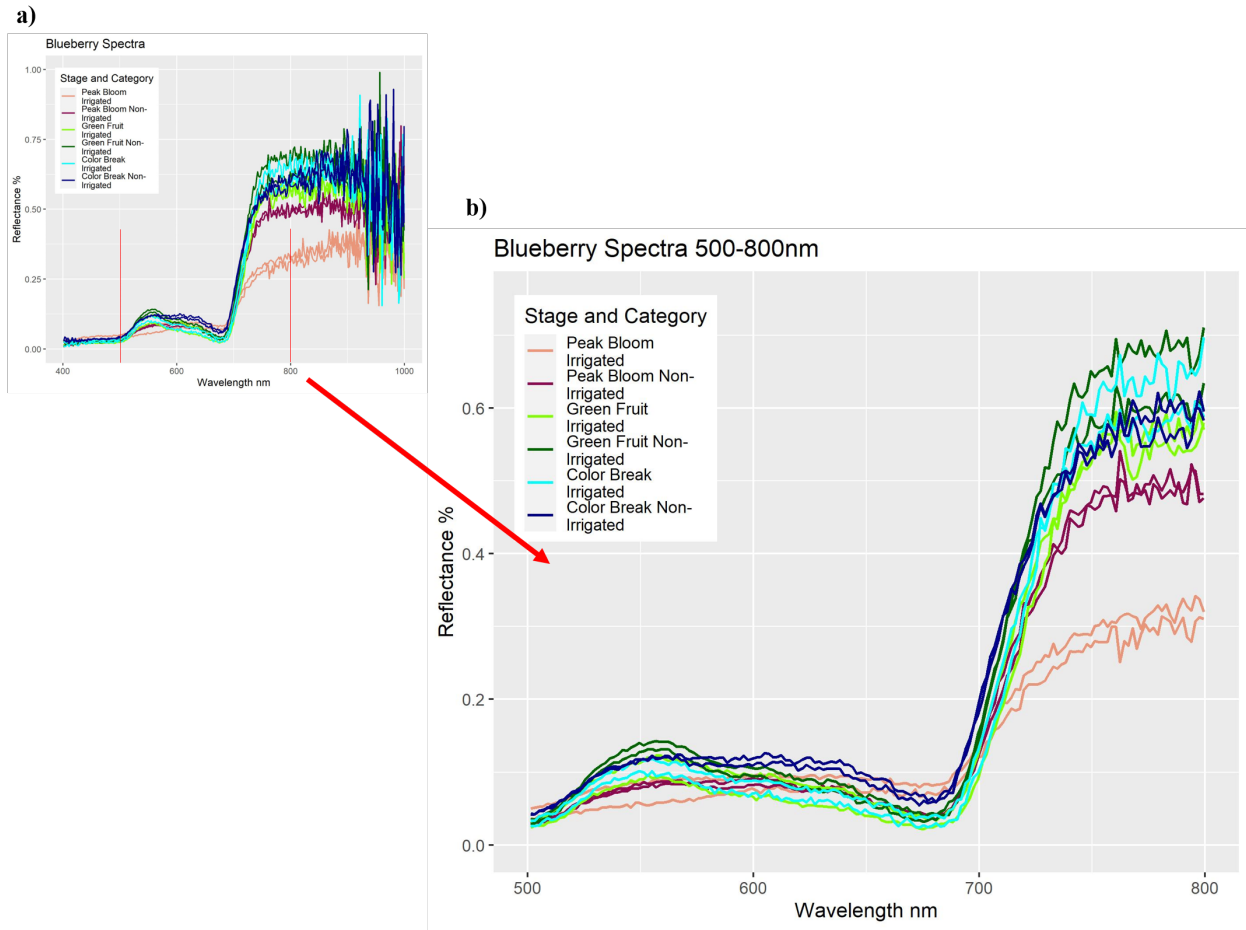 a)
Blueberry Spectra
1.00
0.75
0.50
0.25
0.00
Reflectance %
Stage and Category
Peak Bloom
Irrigated
Peak Bloom Non-
Irrigated
Green Fruit
Irrigated
Green Fruit Non-
Irrigated
Color Break
Irrigated
Color Break Non-
Irrigated
400
600
800
1000
Wavelength nm
b)
Blueberry Spectra 500-800nm
Stage and Category
Peak Bloom
Irrigated
Peak Bloom Non-
Irrigated
Green Fruit
Irrigated
Green Fruit Non-
Irrigated
Color Break
Irrigated
Color Break Non-
Irrigated
0.6
0.4
0.2
0.0
Reflectance %
500
600
700
800
Wavelength nm